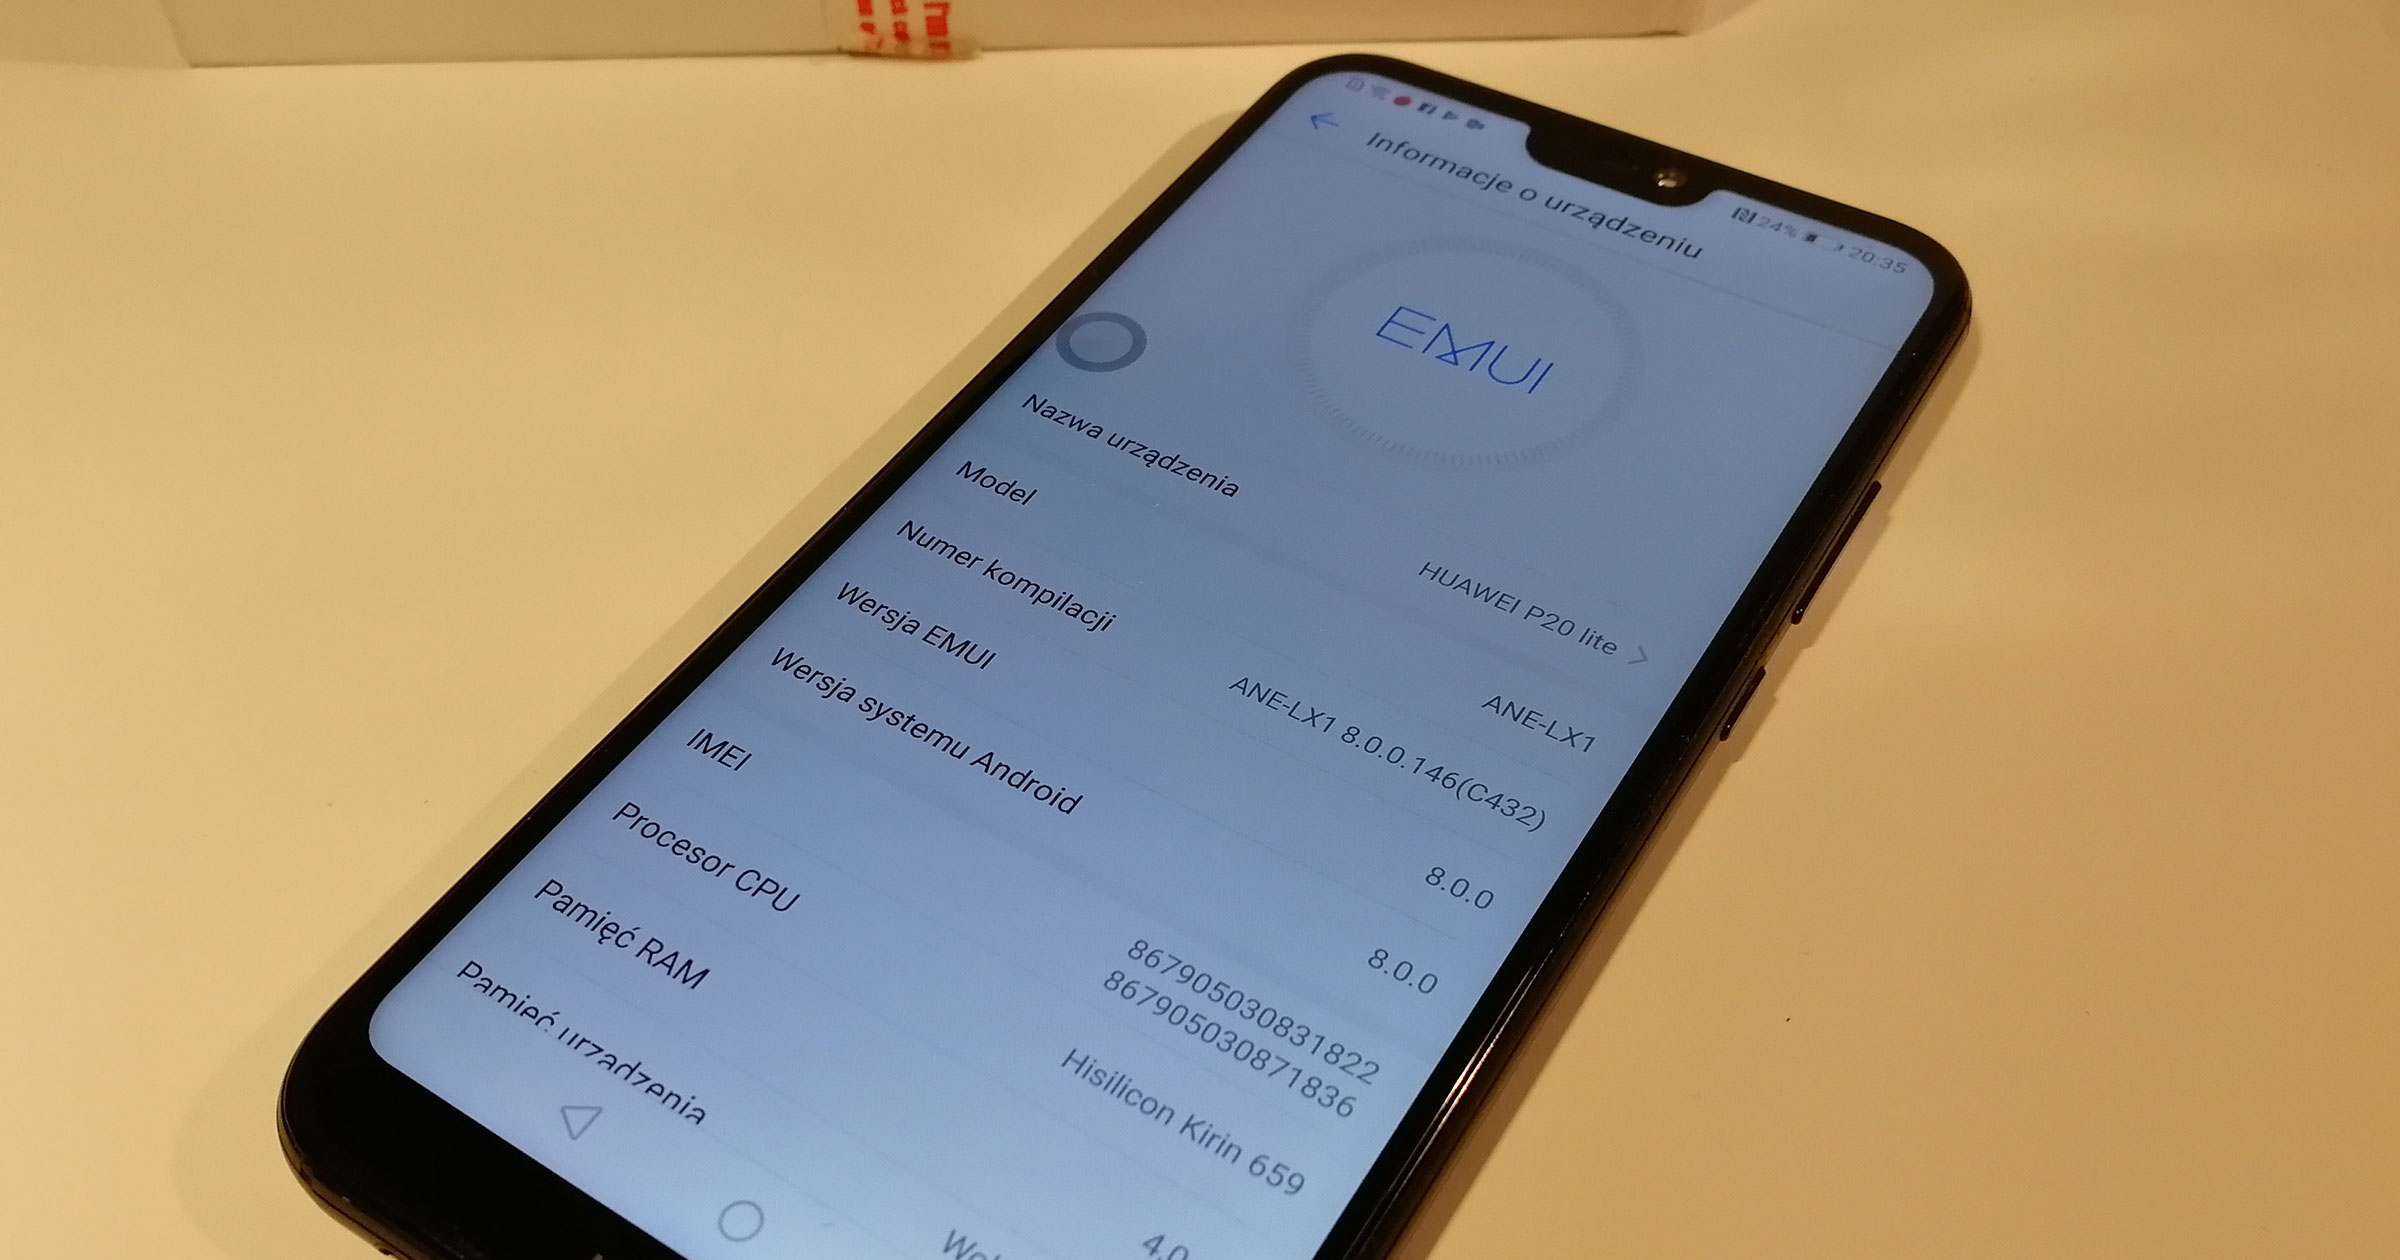 24% 20:35
Informacje o urządzeniu
EMUI
Nazwa urządzenia
HUAWEI P20 lite
Model
ANE-LX1
Numer kompilacji
ANE-LX1 8.0.0.146(C432)
Wersja EMUI
8.0.0
Wersja systemu Android
8.0.0
IMEI
867905030831822
867905030871836
Procesor CPU
Hisilicon Kirin 659
Pamięć RAM
4,0
Pamięć urządzenia